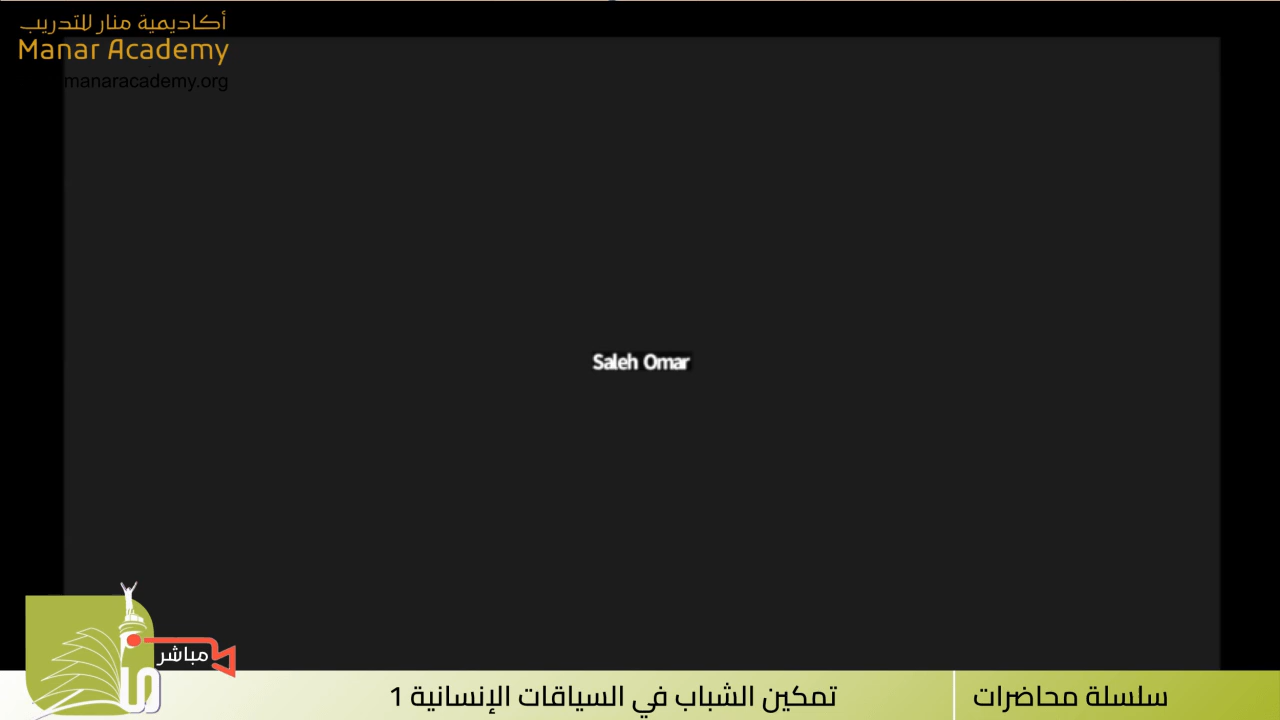 أكاديمية منار للتدريب
Manar Academy
manaracademy.org
Saleh Omar
مباشر
سلسلة محاضرات
تمكين الشباب في السياقات الإنسانية 1